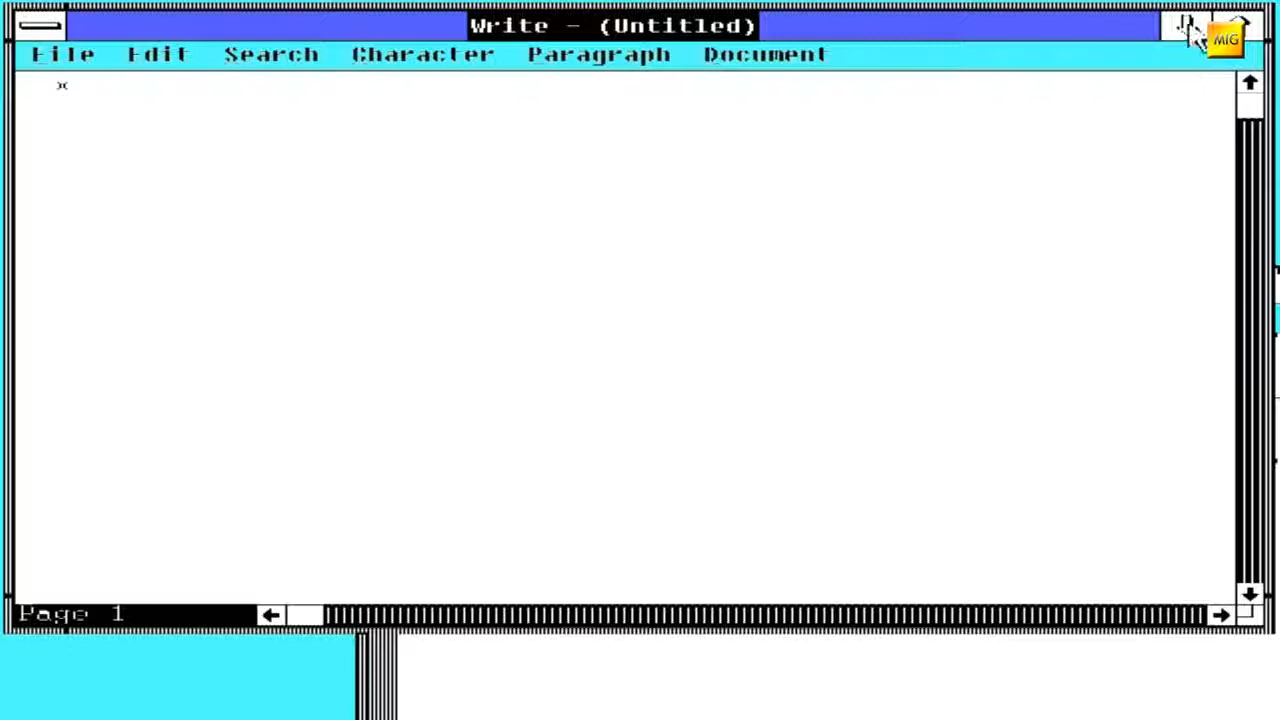 Write - (Untitled)
MIG
File Edit Search Character Paragraph Document
Page 1